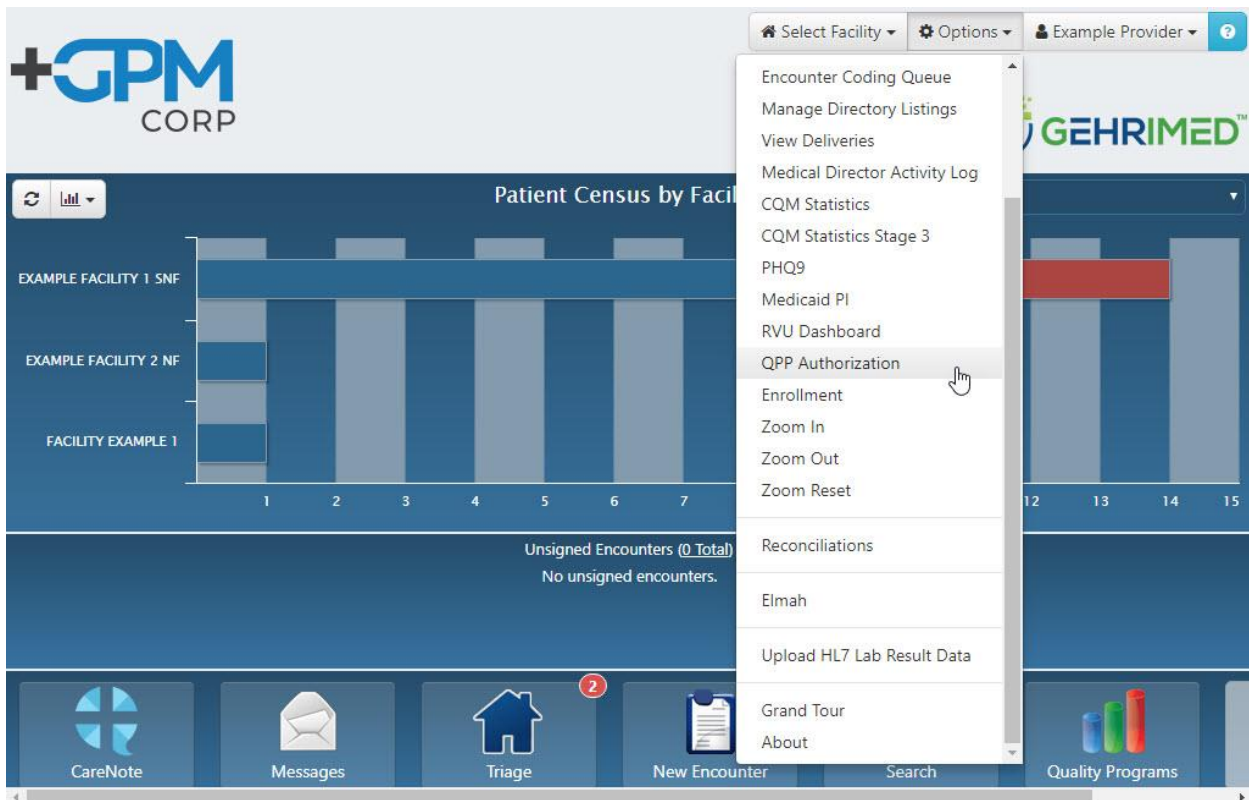 Select Facility
Options
Example Provider
?
+GPM
CORP
GEHRIMED™
Encounter Coding Queue
Manage Directory Listings
View Deliveries
Medical Director Activity Log
CQM Statistics
CQM Statistics Stage 3
PHQ9
Medicaid PI
RVU Dashboard
QPP Authorization
Enrollment
Zoom In
Zoom Out
Zoom Reset
Reconciliations
Elmah
Upload HL7 Lab Result Data
Grand Tour
About
Patient Census by
EXAMPLE FACILITY 1 SNF
EXAMPLE FACILITY 2 NF
FACILITY EXAMPLE 1
1 2 3 4 5 6 7 12 13 14 15
Unsigned Encounters (0 Total)
No unsigned encounters.
2
CareNote
Messages
Triage
New Encounter
Search
Quality Programs